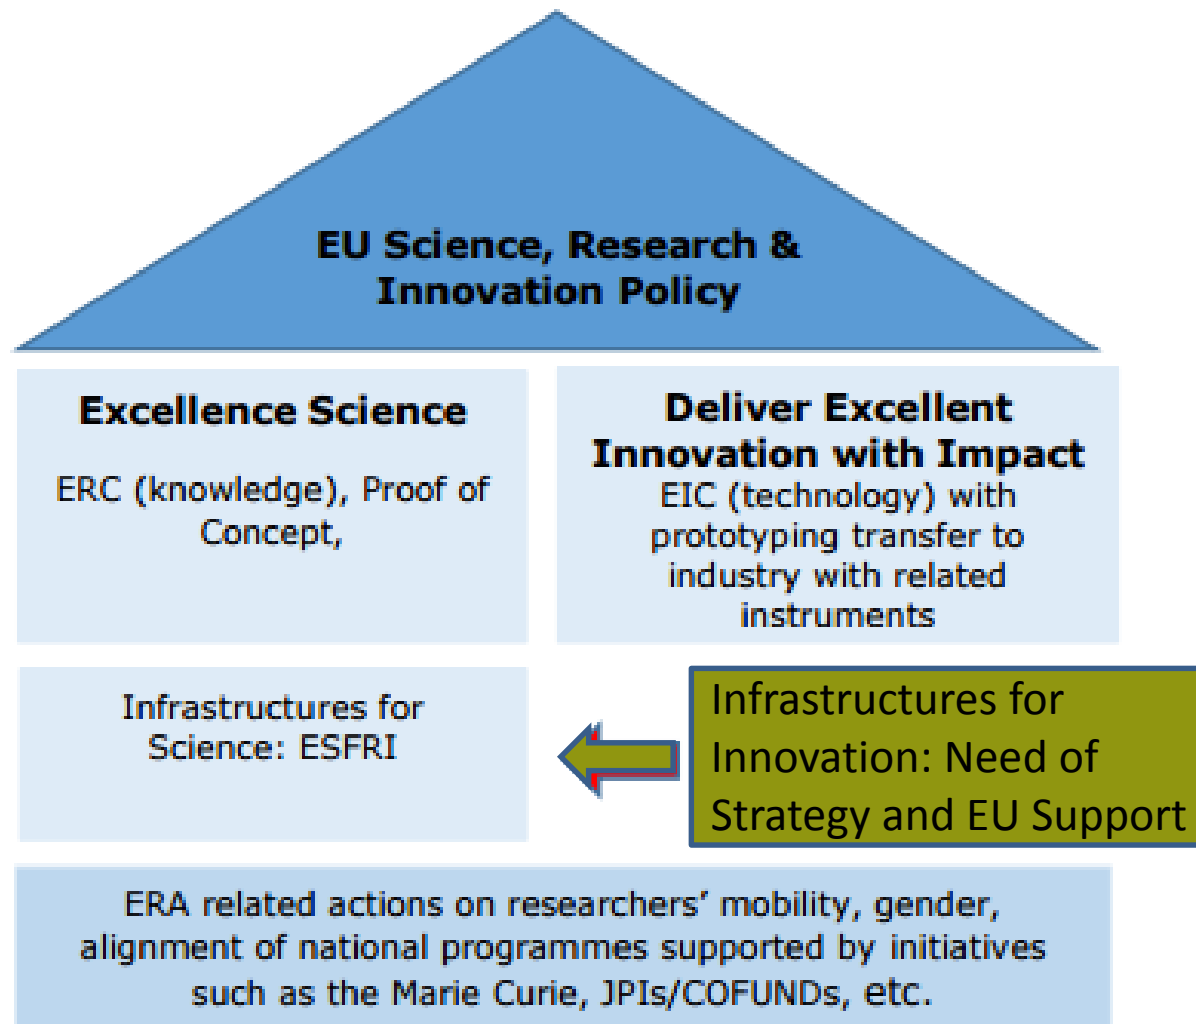 EU Science, Research &
Innovation Policy
Excellence Science
ERC (knowledge), Proof of
Concept,
Deliver Excellent
Innovation with Impact
EIC (technology) with
prototyping transfer to
industry with related
instruments
Infrastructures for
Science: ESFRI
Infrastructures for
Innovation: Need of
Strategy and EU Support
ERA related actions on researchers’ mobility, gender,
alignment of national programmes supported by initiatives
such as the Marie Curie, JPIs/COFUNDs, etc.